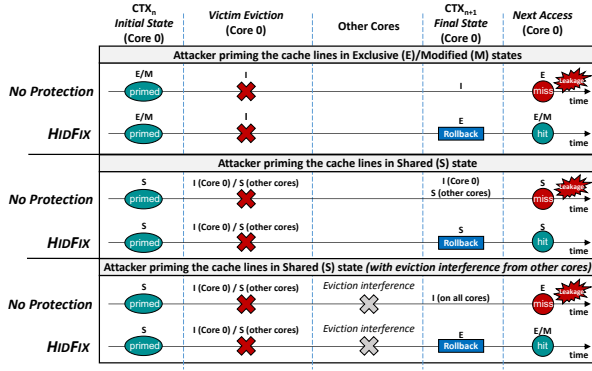 CTXn Victim Eviction CTXn+1 Next Access
Initial State (Core 0) Other Cores Final State (Core 0)
(Core 0) (Core 0)
Attacker priming the cache lines in Exclusive (E)/Modified (M) states
E/M I E Leakage
No Protection primed I miss
time
E/M I E E/M
HIDFIX primed Rollback hit
time
Attacker priming the cache lines in Shared (S) state
S I (Core 0) / S (other cores) I (Core 0) S Leakage
No Protection primed S (other cores) miss
time
S I (Core 0) / S (other cores) S S
HIDFIX primed Rollback hit
time
Attacker priming the cache lines in Shared (S) state (with eviction interference from other cores)
S I (Core 0) / S (other cores) Eviction interference E Leakage
No Protection primed I (on all cores) miss
time
S I (Core 0) / S (other cores) Eviction interference E E/M
HIDFIX primed Rollback hit
time